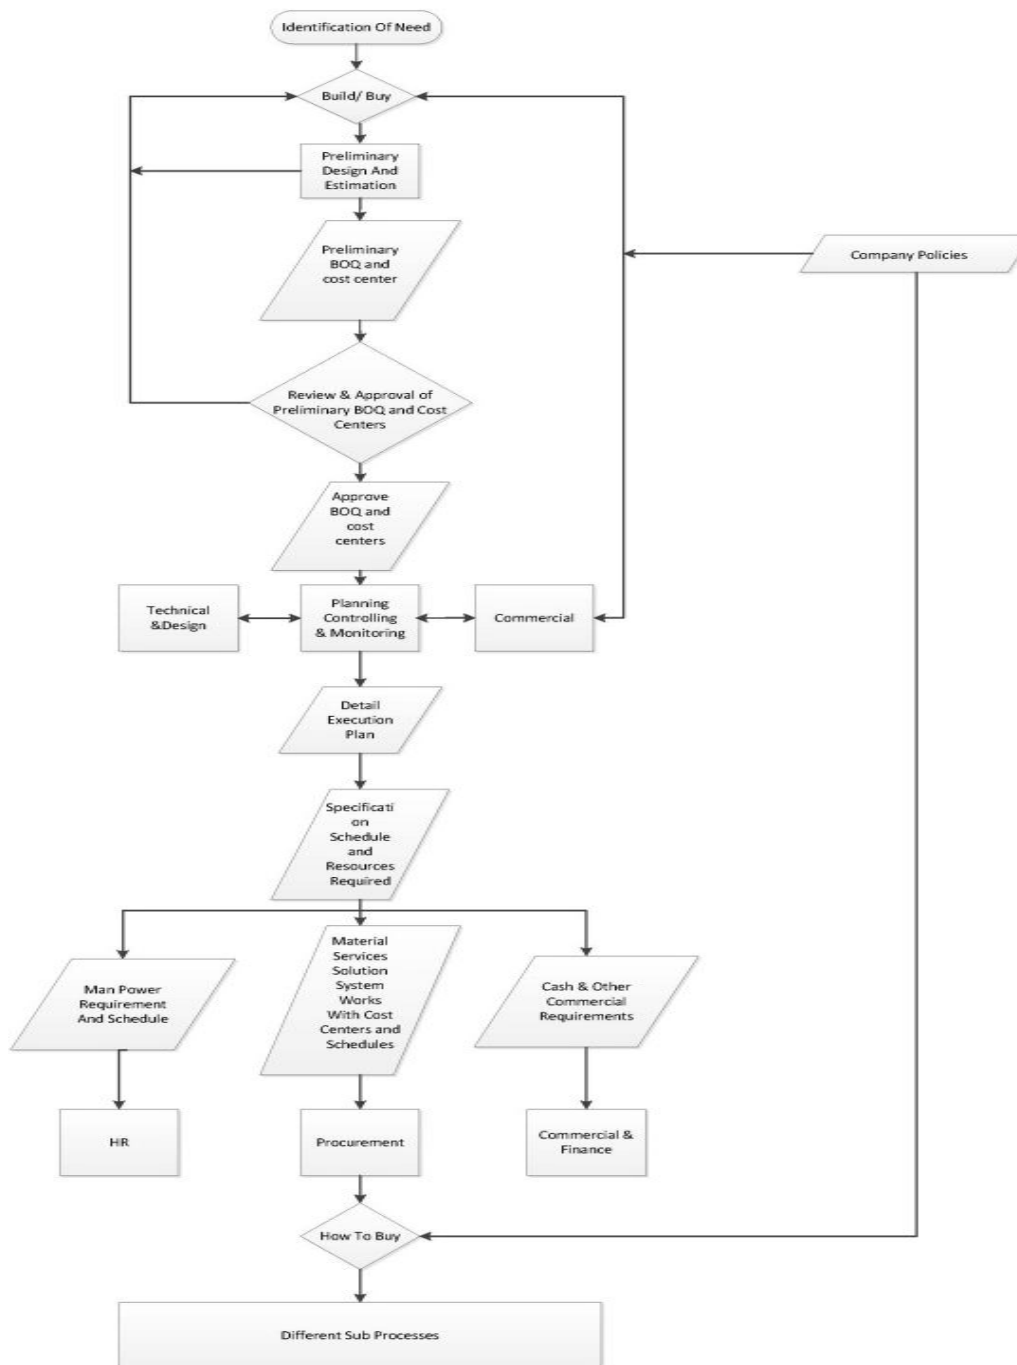 Identification Of Need
Build/ Buy
Preliminary
Design And
Estimation
Preliminary
BOQ and
cost center
Company Policies
Review & Approval of
Preliminary BOQ and Cost
Centers
Approve
BOQ and
cost
centers
Technical
&Design
Planning
Controlling
& Monitoring
Commercial
Detail
Execution
Plan
Specificati
on
Schedule
and
Resources
Required
Man Power
Requirement
And Schedule
Material
Services
Solution
System
Works
With Cost
Centers and
Schedules
Cash & Other
Commercial
Requirements
HR
Procurement
Commercial &
Finance
How To Buy
Different Sub Processes